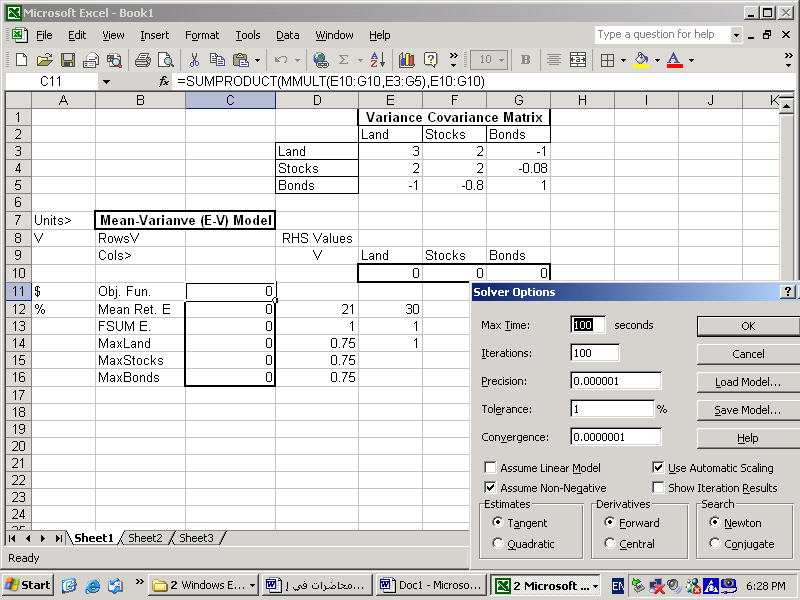 Microsoft Excel - Book1
File Edit View Insert Format Tools Data Window Help Type a question for help
10 B A
C11 fx =SUMPRODUCT(MMULT(E10:G10,E3:G5),E10:G10)
A B C D E F G H I J K
1 Variance Covariance Matrix
2 Land Stocks Bonds
3 Land 3 2 -1
4 Stocks 2 2 -0.08
5 Bonds -1 -0.8 1
6
7 Units> Mean-Varianve (E-V) Model
8 V RowsV RHS Values
9 Cols> V Land Stocks Bonds
10 0 0 0
11 $ Obj. Fun. 0
12 % Mean Ret. E 0 21 30
13 FSUM E. 0 1 1
14 MaxLand 0 0.75 1
15 MaxStocks 0 0.75
16 MaxBonds 0 0.75
17
18
19
20
21
22
23
24
25
Solver Options
Max Time: 100 seconds OK
Iterations: 100 Cancel
Precision: 0.000001 Load Model...
Tolerance: 1 % Save Model...
Convergence: 0.0000001 Help
Assume Linear Model Use Automatic Scaling
Assume Non-Negative Show Iteration Results
Estimates Derivatives Search
Tangent Forward Newton
Quadratic Central Conjugate
Sheet1 Sheet2 Sheet3
Ready
Start 2 Windows E... محاضرات في إ... Doc1 - Microso... 2 Microsoft ... EN 6:28 PM